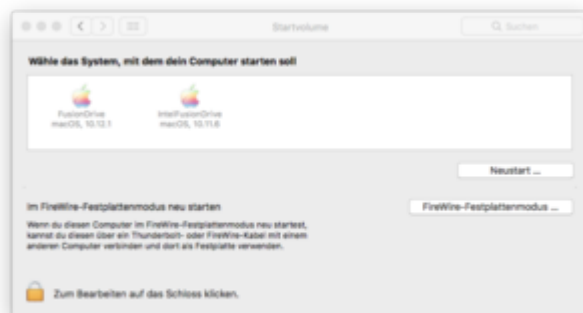 Startvolume
Suchen
Wähle das System, mit dem dein Computer starten soll
FusionDrive
macOS, 10.12.1
IntelFusionDrive
macOS, 10.11.6
Neustart ...
Im FireWire-Festplattenmodus neu starten
FireWire-Festplattenmodus ...
Wenn du diesen Computer im FireWire-Festplattenmodus neu startest,
kannst du diesen über ein Thunderbolt- oder FireWire-Kabel mit einem
anderen Computer verbinden und dort als Festplatte verwenden.
Zum Bearbeiten auf das Schloss klicken.